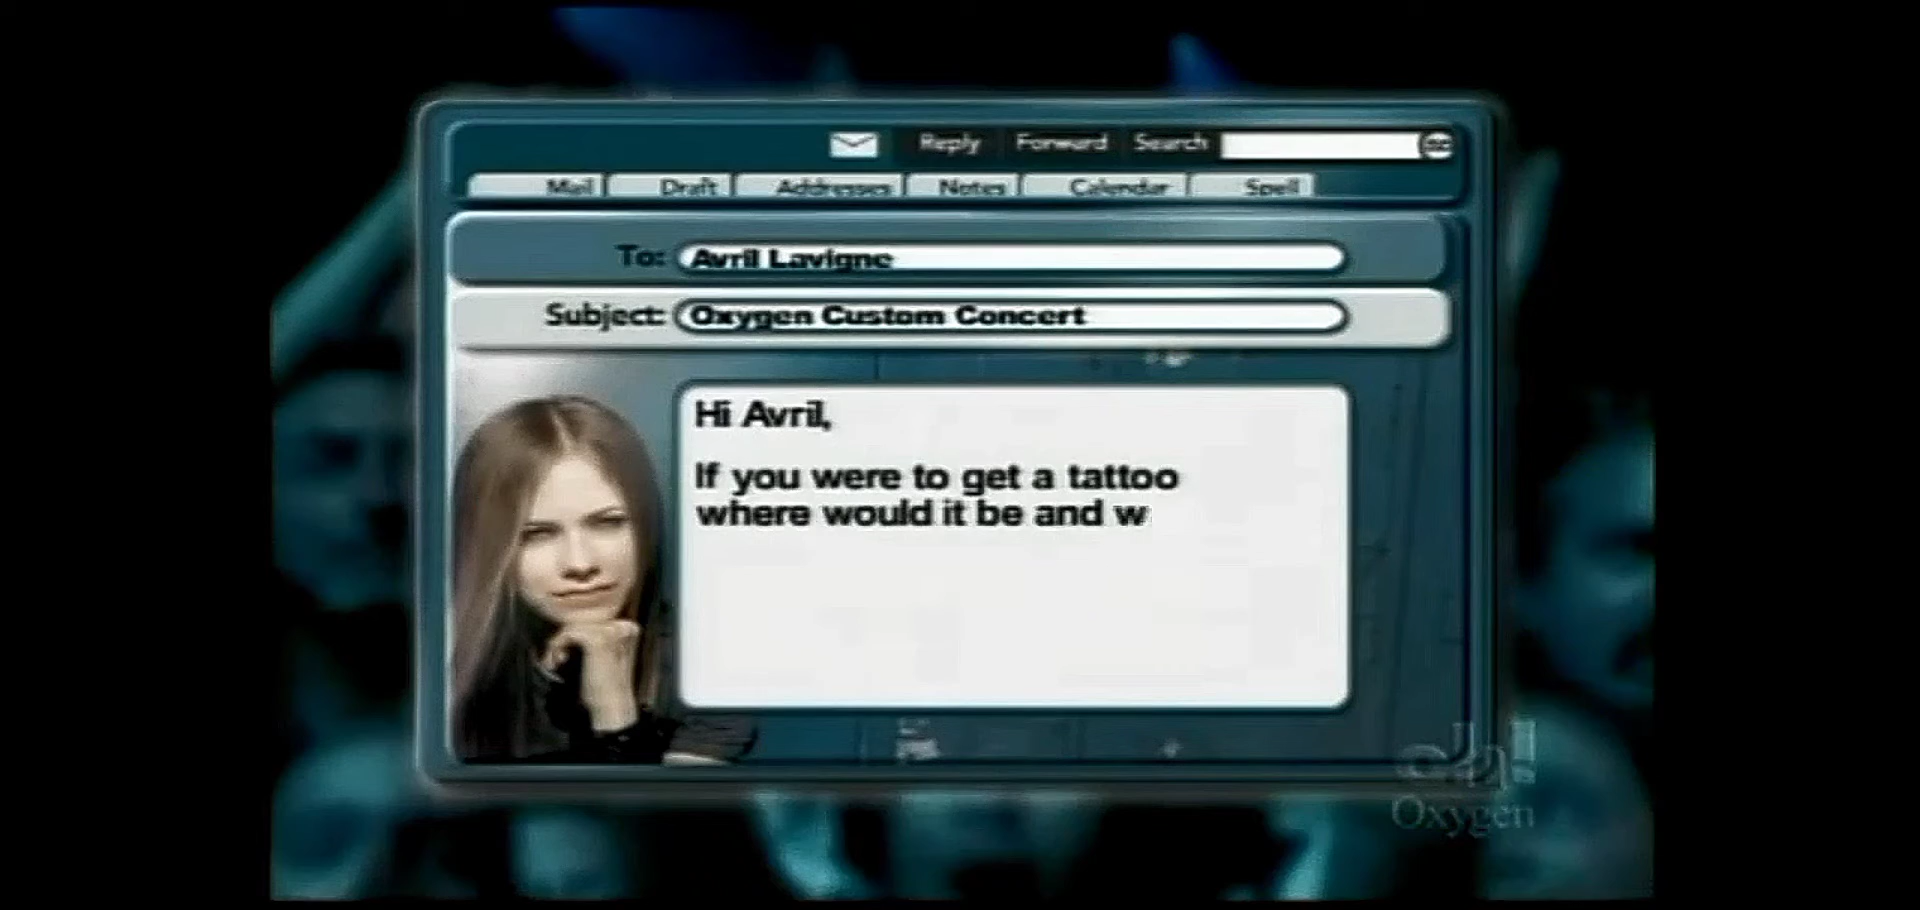 Reply Forward Search
Mail Draft Addresses Notes Calendar Spell
To: Avril Lavigne
Subject: Oxygen Custom Concert
Hi Avril,
If you were to get a tattoo
where would it be and w
oh!
Oxygen